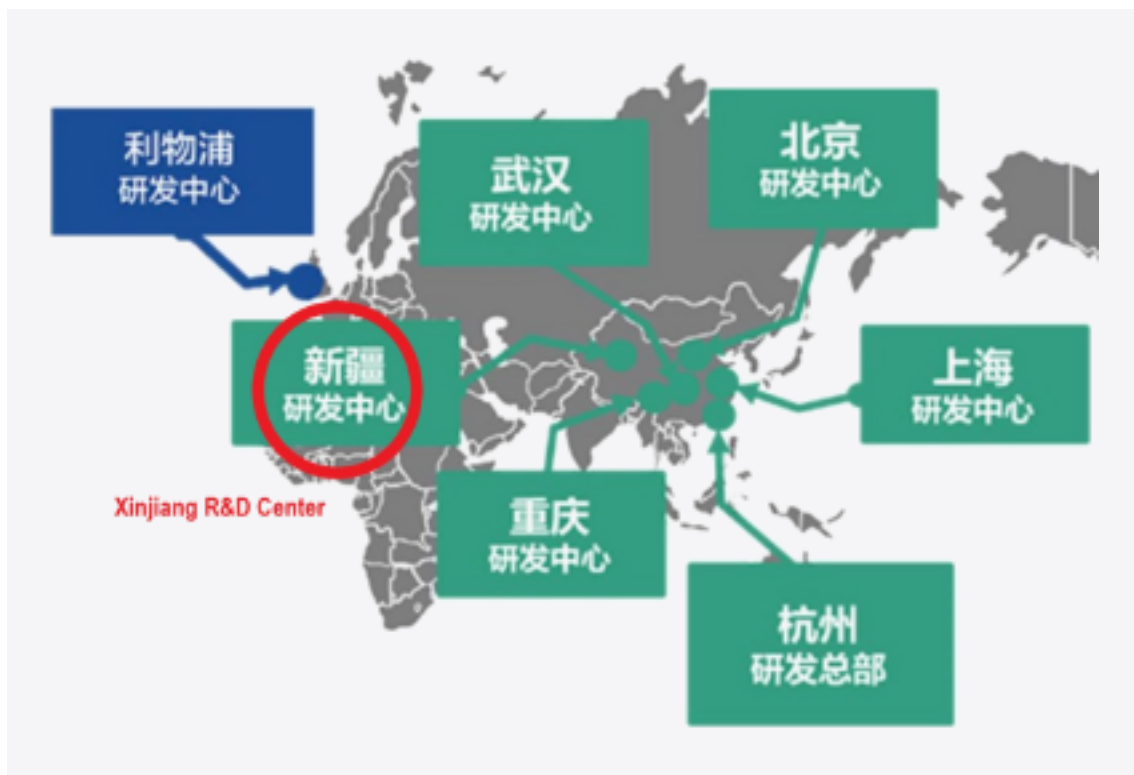 利物浦
研发中心
武汉
研发中心
北京
研发中心
新疆
研发中心
上海
研发中心
Xinjiang R&D Center
重庆
研发中心
杭州
研发总部